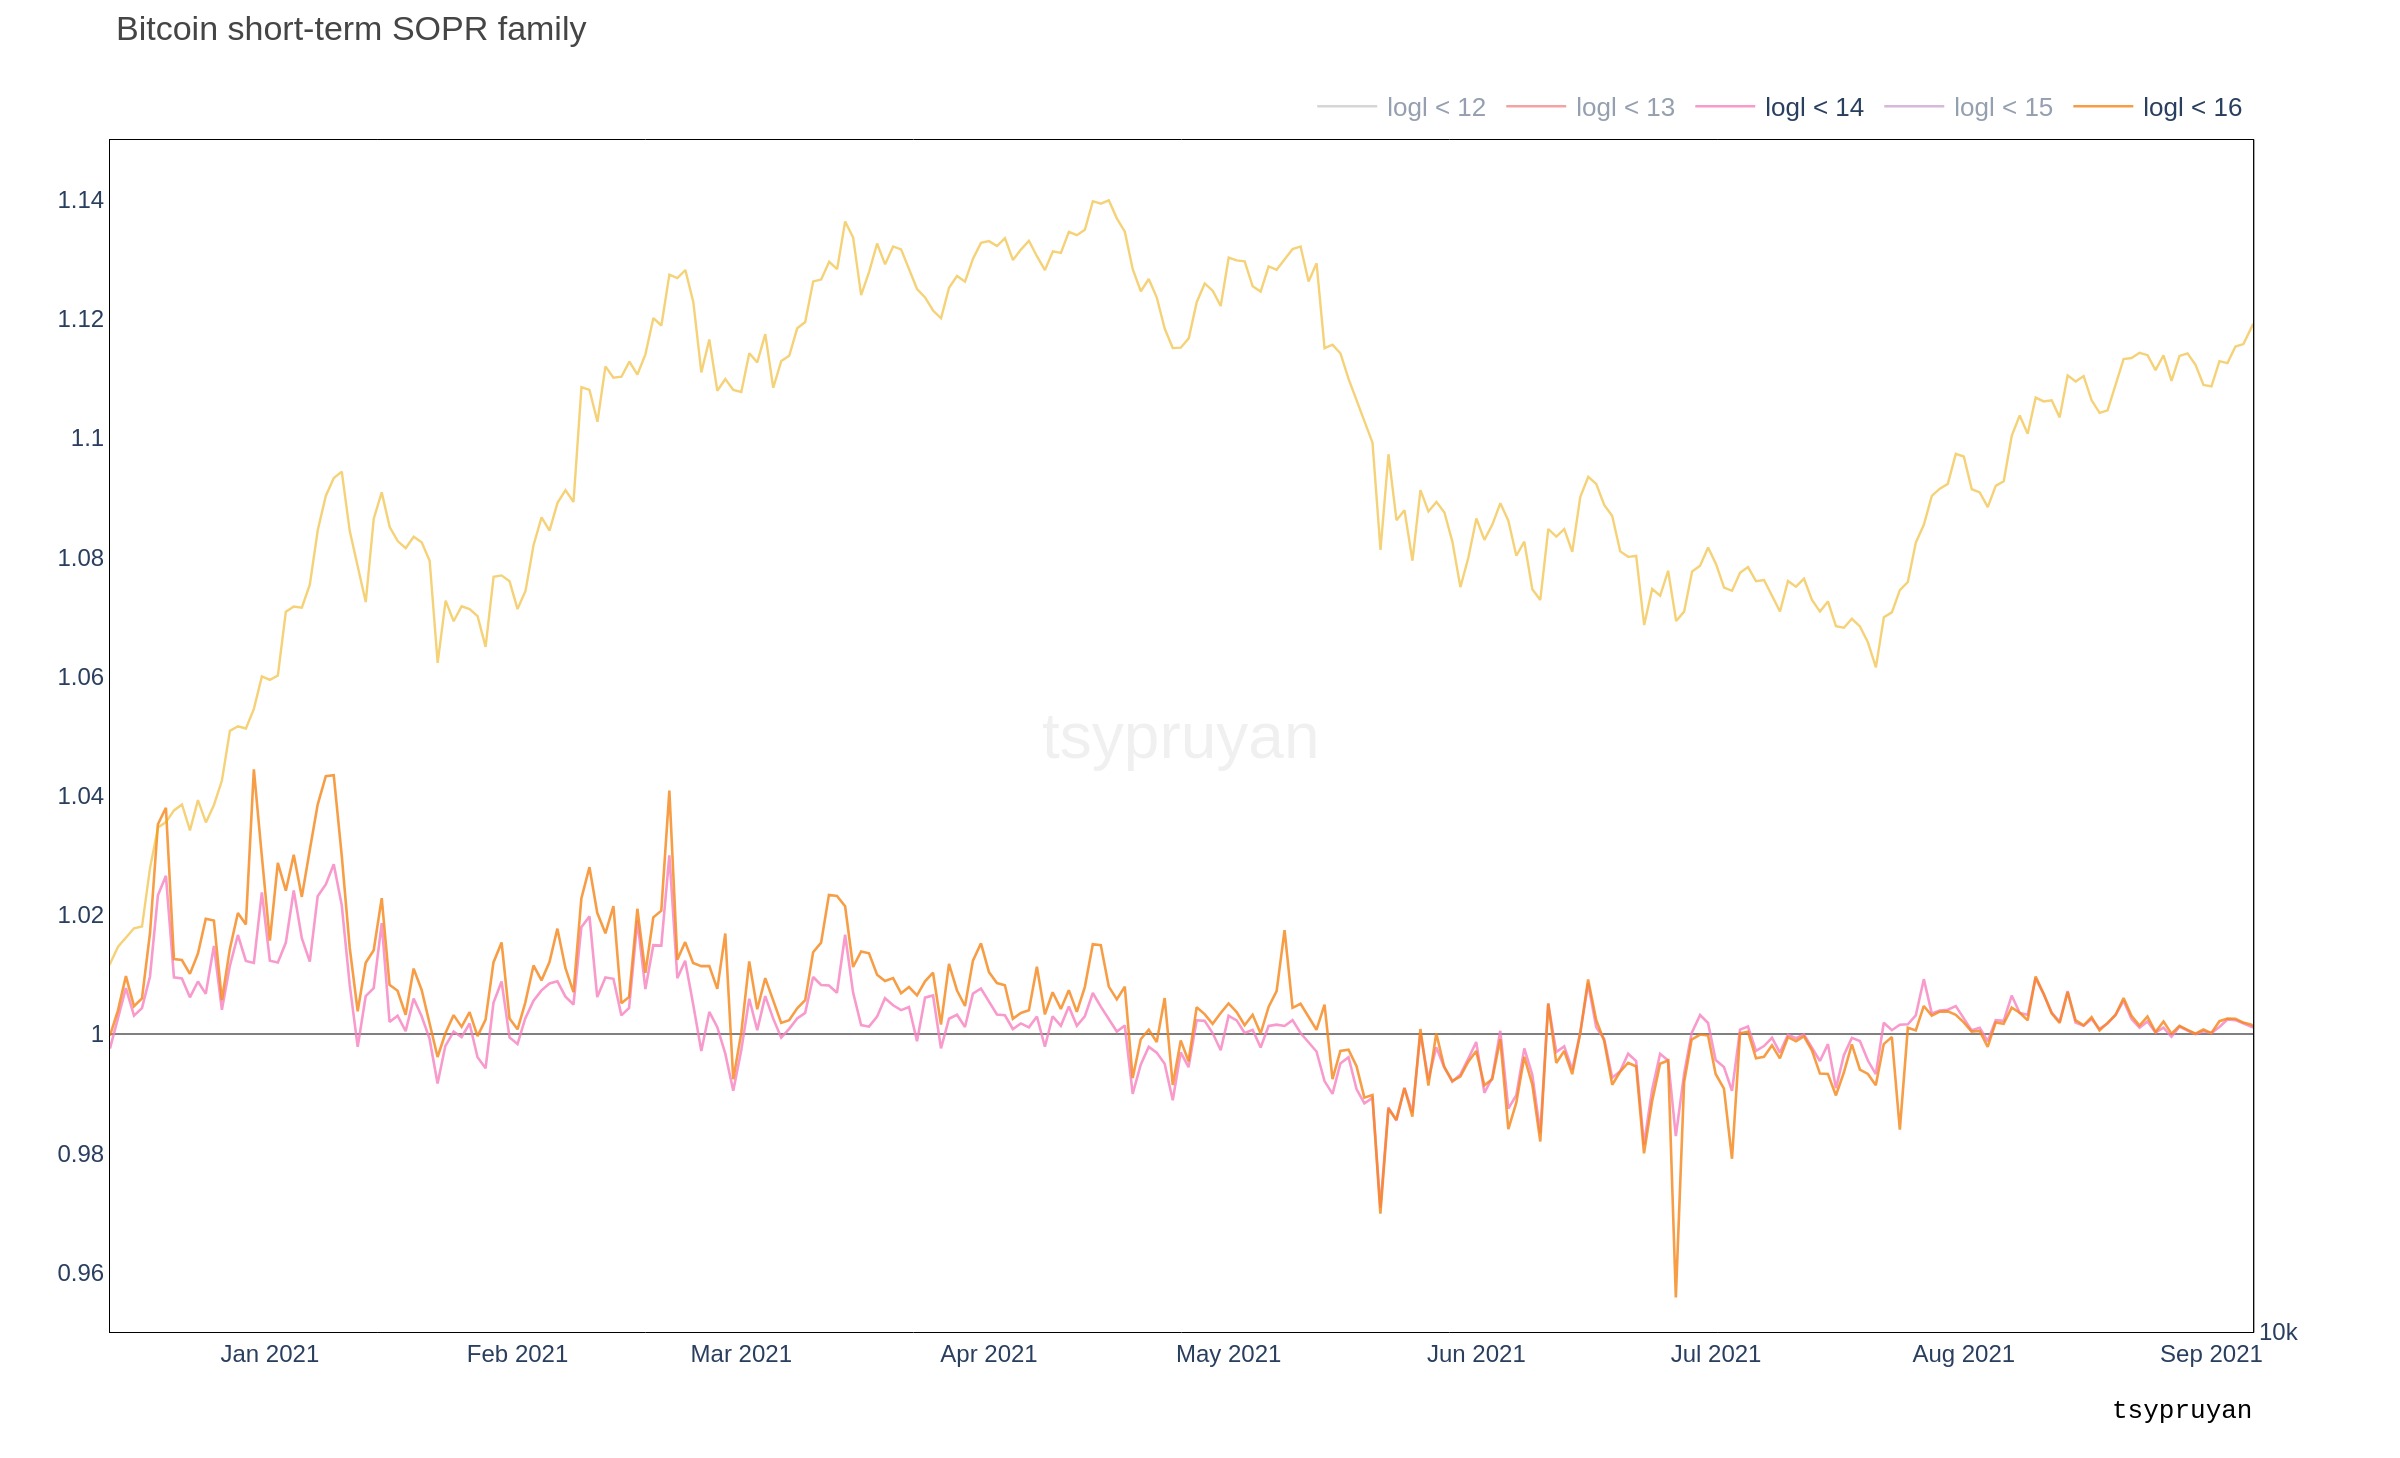 Bitcoin short-term SOPR family
logl < 12 logl < 13 logl < 14 logl < 15 logl < 16
1.14
1.12
1.1
1.08
1.06
tsypruyan
1.04
1.02
1
0.98
0.96
10k
Jan 2021 Feb 2021 Mar 2021 Apr 2021 May 2021 Jun 2021 Jul 2021 Aug 2021 Sep 2021
tsypruyan